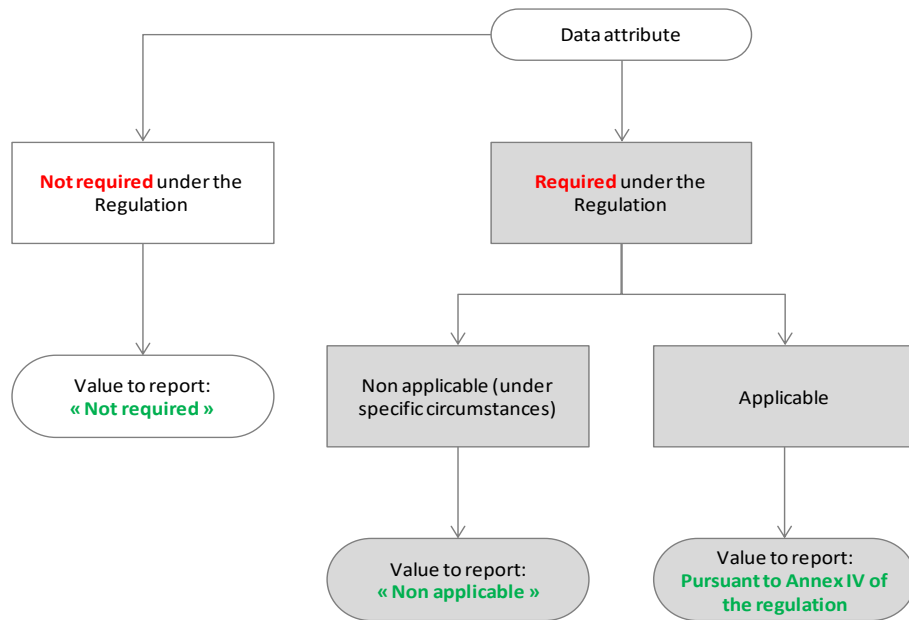 Data attribute
Not required under the
Regulation
Required under the
Regulation
Value to report:
« Not required »
Non applicable (under
specific circumstances)
Applicable
Value to report:
« Non applicable »
Value to report:
Pursuant to Annex IV of
the regulation